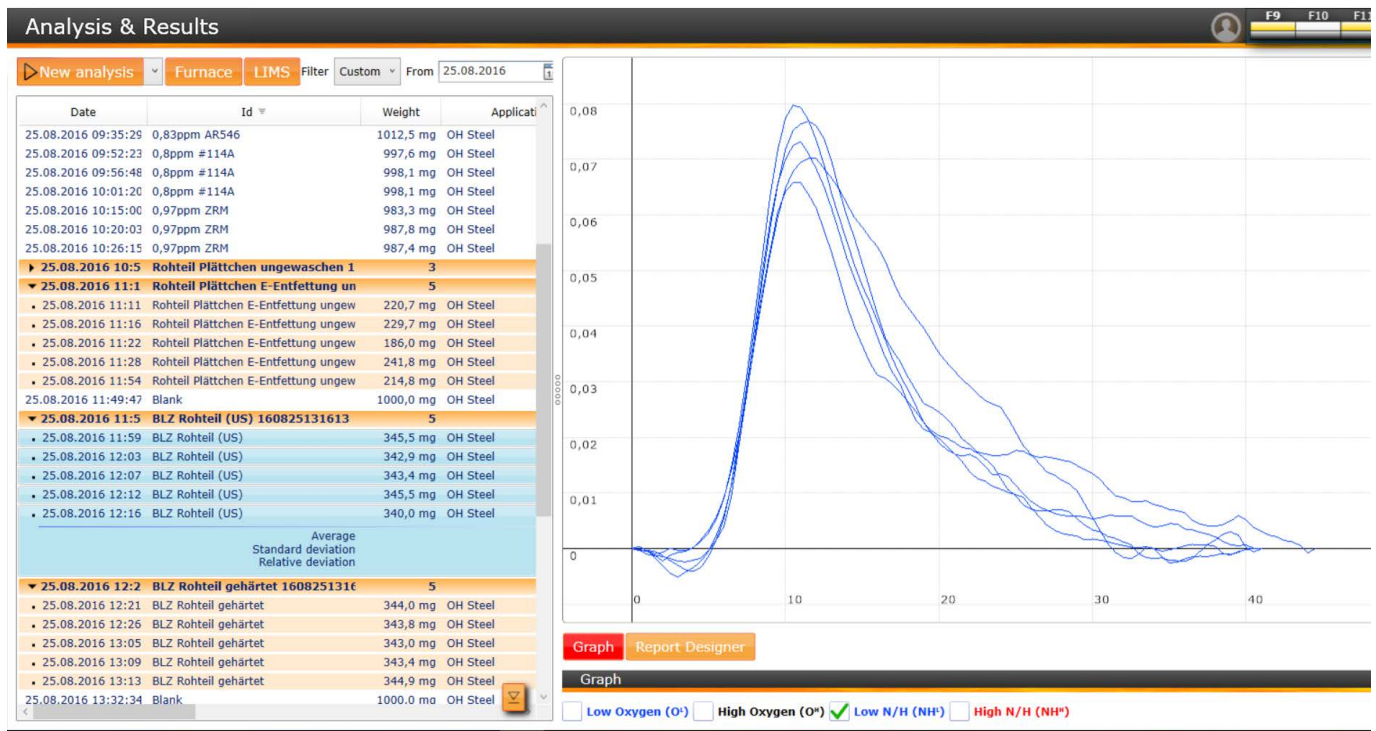 Analysis & Results
F9 F10 F11
New analysis Furnace LIMS Filter Custom From 25.08.2016
Date Id Weight Applicati
25.08.2016 09:35:29 0,83ppm AR546 1012,5 mg OH Steel
25.08.2016 09:52:23 0,8ppm #114A 997,6 mg OH Steel
25.08.2016 09:56:48 0,8ppm #114A 998,1 mg OH Steel
25.08.2016 10:01:20 0,8ppm #114A 998,1 mg OH Steel
25.08.2016 10:15:00 0,97ppm ZRM 983,3 mg OH Steel
25.08.2016 10:20:03 0,97ppm ZRM 987,8 mg OH Steel
25.08.2016 10:26:15 0,97ppm ZRM 987,4 mg OH Steel
25.08.2016 10:5 Rohteil Plättchen ungewaschen 1 3
25.08.2016 11:1 Rohteil Plättchen E-Entfettung un 5
25.08.2016 11:11 Rohteil Plättchen E-Entfettung ungew 220,7 mg OH Steel
25.08.2016 11:16 Rohteil Plättchen E-Entfettung ungew 229,7 mg OH Steel
25.08.2016 11:22 Rohteil Plättchen E-Entfettung ungew 186,0 mg OH Steel
25.08.2016 11:28 Rohteil Plättchen E-Entfettung ungew 241,8 mg OH Steel
25.08.2016 11:54 Rohteil Plättchen E-Entfettung ungew 214,8 mg OH Steel
25.08.2016 11:49:47 Blank 1000,0 mg OH Steel
25.08.2016 11:5 BLZ Rohteil (US) 160825131613 5
25.08.2016 11:59 BLZ Rohteil (US) 345,5 mg OH Steel
25.08.2016 12:03 BLZ Rohteil (US) 342,9 mg OH Steel
25.08.2016 12:07 BLZ Rohteil (US) 343,4 mg OH Steel
25.08.2016 12:12 BLZ Rohteil (US) 345,5 mg OH Steel
25.08.2016 12:16 BLZ Rohteil (US) 340,0 mg OH Steel
Average
Standard deviation
Relative deviation
25.08.2016 12:2 BLZ Rohteil gehärtet 1608251316 5
25.08.2016 12:21 BLZ Rohteil gehärtet 344,0 mg OH Steel
25.08.2016 12:26 BLZ Rohteil gehärtet 343,8 mg OH Steel
25.08.2016 13:05 BLZ Rohteil gehärtet 343,0 mg OH Steel
25.08.2016 13:09 BLZ Rohteil gehärtet 343,4 mg OH Steel
25.08.2016 13:13 BLZ Rohteil gehärtet 344,9 mg OH Steel
25.08.2016 13:32:34 Blank 1000.0 mg OH Steel
0,08
0,07
0,06
0,05
0,04
0,03
0,02
0,01
0
0 10 20 30 40
Graph Report Designer
Graph
Low Oxygen (Oᴸ) High Oxygen (Oᴴ) Low N/H (NHᴸ) High N/H (NHᴴ)